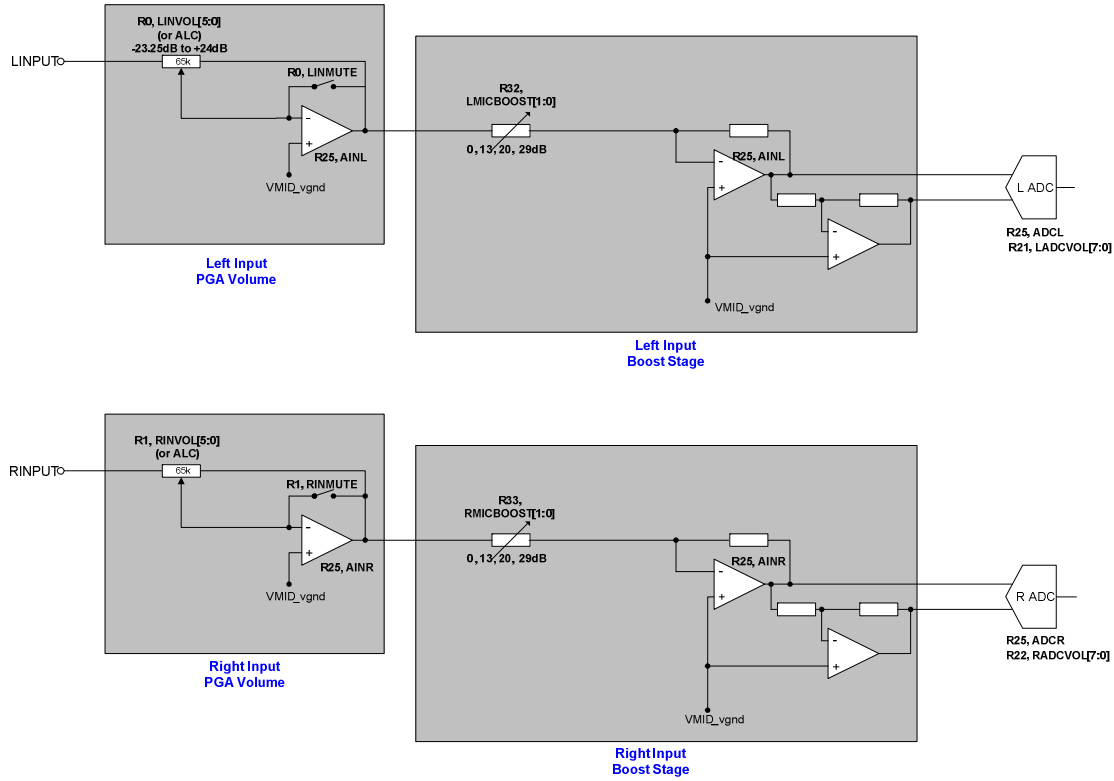 R0, LINVOL[5:0]
(or ALC)
-23.25dB to +24dB
LINPUT
65k
R0, LINMUTE
-
+
R25, AINL
VMID_vgnd
Left Input
PGA Volume
R32,
LMICBOOST[1:0]
0, 13, 20, 29dB
R25, AINL
-
+
-
+
VMID_vgnd
L ADC
R25, ADCL
R21, LADCVOL[7:0]
Left Input
Boost Stage
R1, RINVOL[5:0]
(or ALC)
RINPUT
65k
R1, RINMUTE
-
+
R25, AINR
VMID_vgnd
Right Input
PGA Volume
R33,
RMICBOOST[1:0]
0, 13, 20, 29dB
R25, AINR
-
+
-
+
VMID_vgnd
R ADC
R25, ADCR
R22, RADCVOL[7:0]
Right Input
Boost Stage